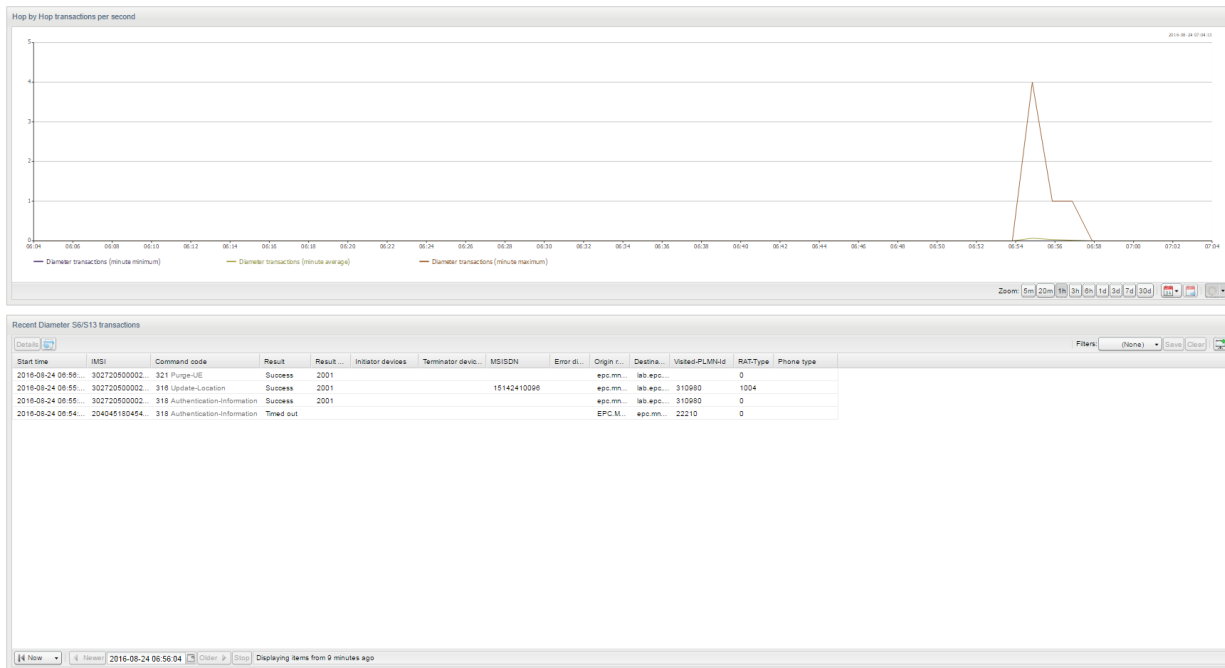 Hop by Hop transactions per second
2016-08-24 07:04:35
5
4
3
2
1
0
06:04 06:06 06:08 06:10 06:12 06:14 06:16 06:18 06:20 06:22 06:24 06:26 06:28 06:30 06:32 06:34 06:36 06:38 06:40 06:42 06:44 06:46 06:48 06:50 06:52 06:54 06:56 06:58 07:00 07:02 07:04
Diameter transactions (minute minimum) Diameter transactions (minute average) Diameter transactions (minute maximum)
Zoom: 5m 20m 1h 3h 6h 1d 3d 7d 30d
Recent Diameter S6/S13 transactions
Details Filters: (None) Save Clear
Start time IMSI Command code Result Result ... Initiator devices Terminator devic... MSISDN Error di... Origin r... Destina... Visited-PLMN-Id RAT-Type Phone type
2016-08-24 06:56:... 302720500002... 321 Purge-UE Success 2001 epc.mn... lab.epc.... 0
2016-08-24 06:55:... 302720500002... 316 Update-Location Success 2001 15142410096 epc.mn... lab.epc... 310980 1004
2016-08-24 06:55:... 302720500002... 318 Authentication-Information Success 2001 epc.mn... lab.epc... 310980 0
2016-08-24 06:54:... 204045180454... 318 Authentication-Information Timed out EPC.M... epc.mn... 22210 0
Now Newer 2016-08-24 06:56:04 Older Stop Displaying items from 9 minutes ago